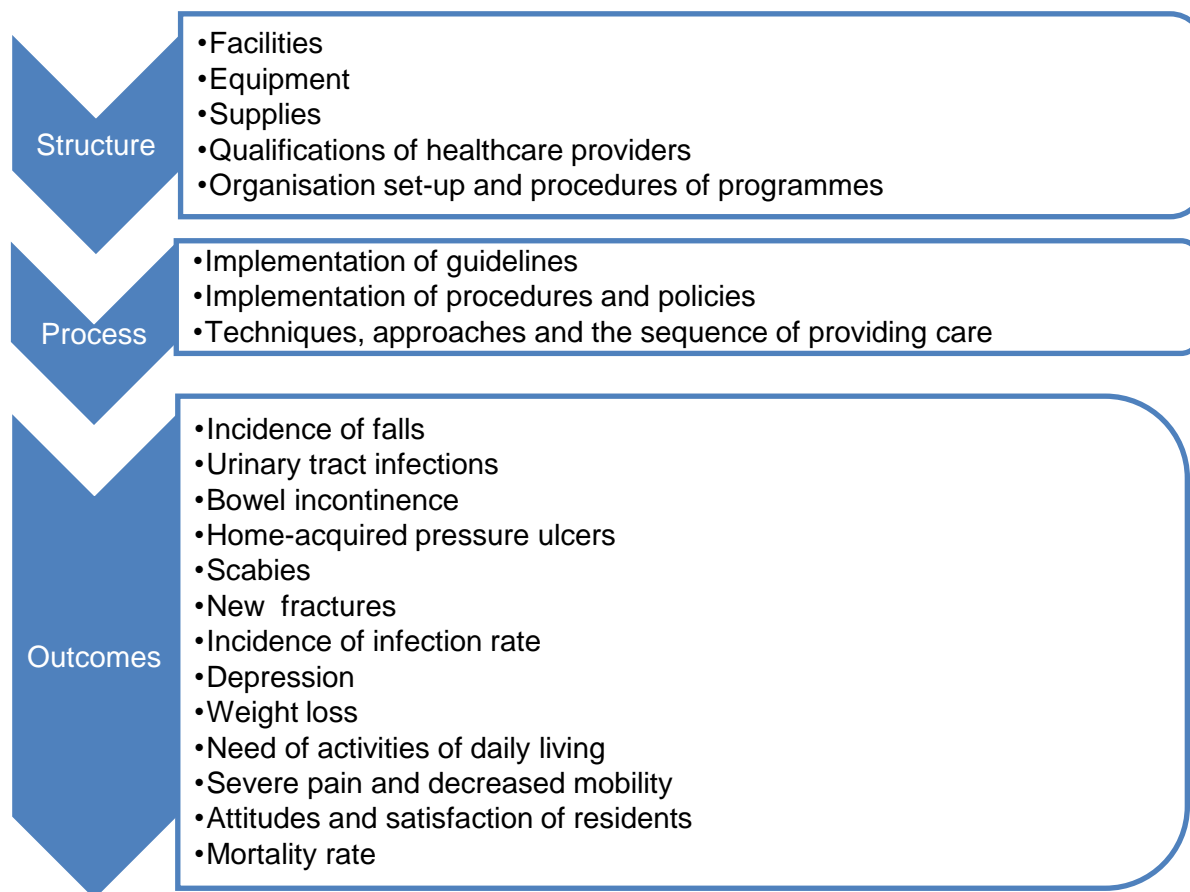 Structure
•Facilities
•Equipment
•Supplies
•Qualifications of healthcare providers
•Organisation set-up and procedures of programmes
Process
•Implementation of guidelines
•Implementation of procedures and policies
•Techniques, approaches and the sequence of providing care
Outcomes
•Incidence of falls
•Urinary tract infections
•Bowel incontinence
•Home-acquired pressure ulcers
•Scabies
•New  fractures
•Incidence of infection rate
•Depression
•Weight loss
•Need of activities of daily living
•Severe pain and decreased mobility
•Attitudes and satisfaction of residents
•Mortality rate